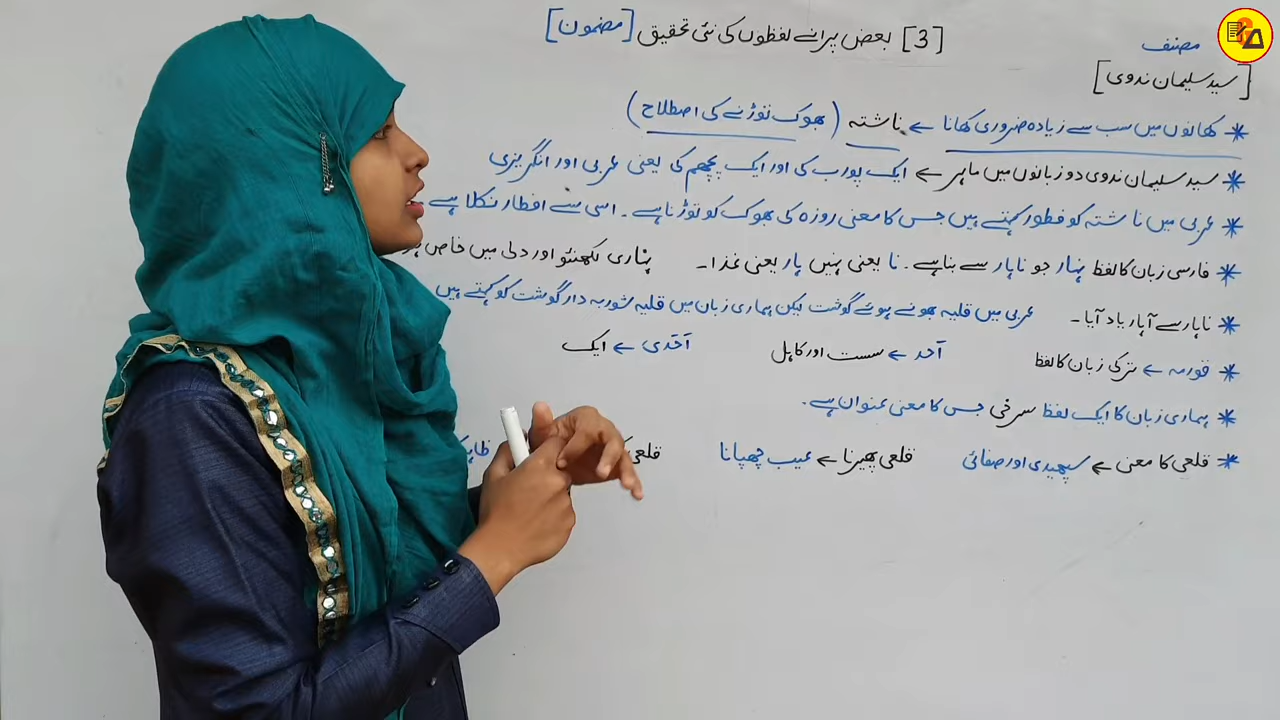 [3] بعض پرانے لفظوں کی نئی تحقیق [مضمون]
مصنف
[سید سلیمان ندوی]
* کھانوں میں سب سے زیادہ ضروری کھانا ← ناشتہ (بھوک توڑنے کی اصطلاح)
* سید سلیمان ندوی دو زبانوں میں ماہر ← ایک پورب کی اور ایک پچھم کی یعنی عربی اور انگریزی
* عربی میں ناشتہ کو فطور کہتے ہیں جس کا معنی روزہ کی بھوک کو توڑنا ہے۔ اسی سے افطار نکلا ہے
* فارسی زبان کا لفظ نہار جو ناہار سے بنا ہے۔ نا یعنی نہیں ہار یعنی غذا۔ نہاری لکھنئو اور دلی میں خاص
* ناہار سے آہار یاد آیا۔ عربی میں قلیہ بھونے ہوئے گوشت لیکن ہماری زبان میں قلیہ شوربہ دار گوشت کو کہتے ہیں
* قورمہ ← ترکی زبان کا لفظ آحد ← سست اور کاہل آحدی ← ایک
* ہماری زبان کا ایک لفظ سرخی جس کا معنی عنوان ہے۔
* قلعی کا معنی ← سپھیدی اور صفائی قلعی پھیرنا ← عیب چھپانا قلعی